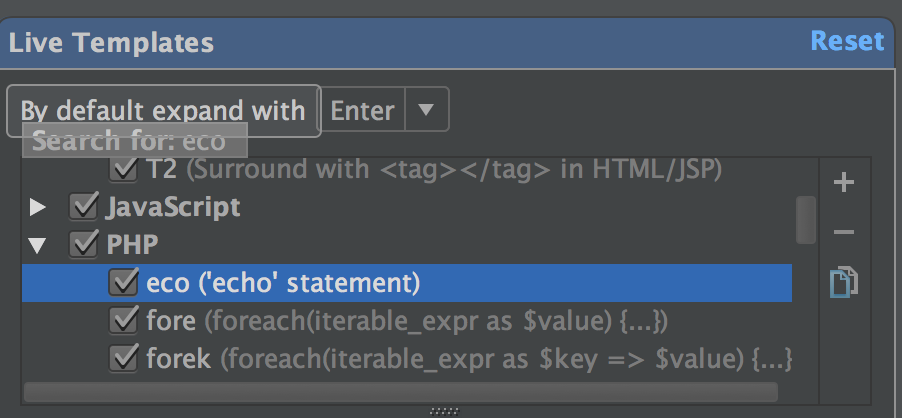 Live Templates Reset
By default expand with Enter
Search for: eco
T2 (Surround with <tag></tag> in HTML/JSP)
JavaScript
PHP
eco ('echo' statement)
fore (foreach(iterable_expr as $value) {...})
forek (foreach(iterable_expr as $key => $value) {...}